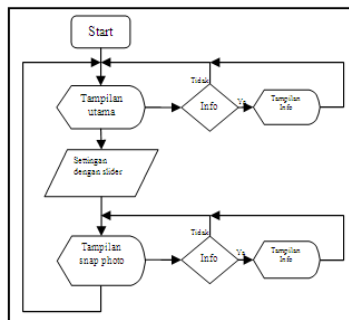 Start
Tidak
Tampilan
utama
Info
Ya
Tampilan
Info
Settingan
dengan slider
Tidak
Tampilan
snap photo
Info
Ya
Tampilan
Info